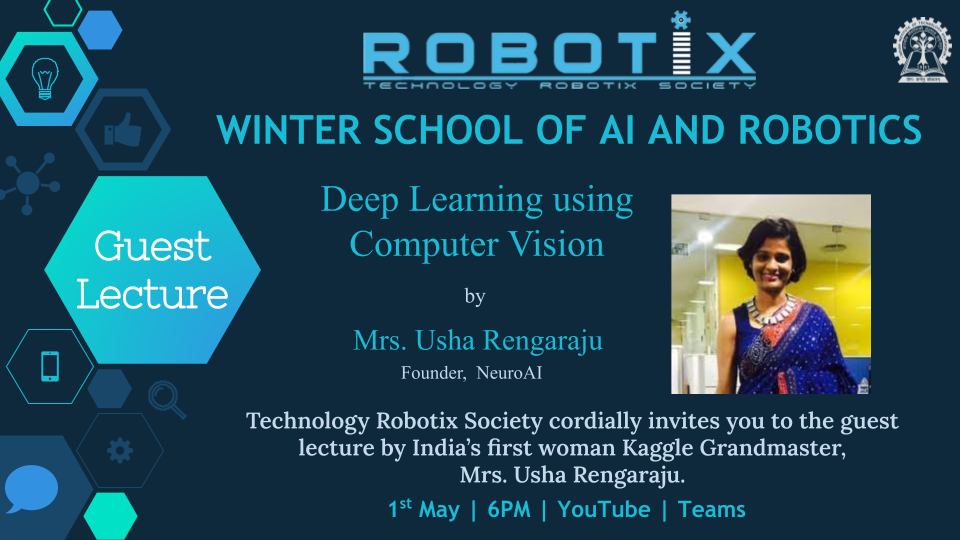 ROBOTIX
TECHNOLOGY ROBOTIX SOCIETY
WINTER SCHOOL OF AI AND ROBOTICS
Guest
Lecture
Deep Learning using
Computer Vision
by
Mrs. Usha Rengaraju
Founder, NeuroAI
Technology Robotix Society cordially invites you to the guest
lecture by India’s first woman Kaggle Grandmaster,
Mrs. Usha Rengaraju.
1st May | 6PM | YouTube | Teams